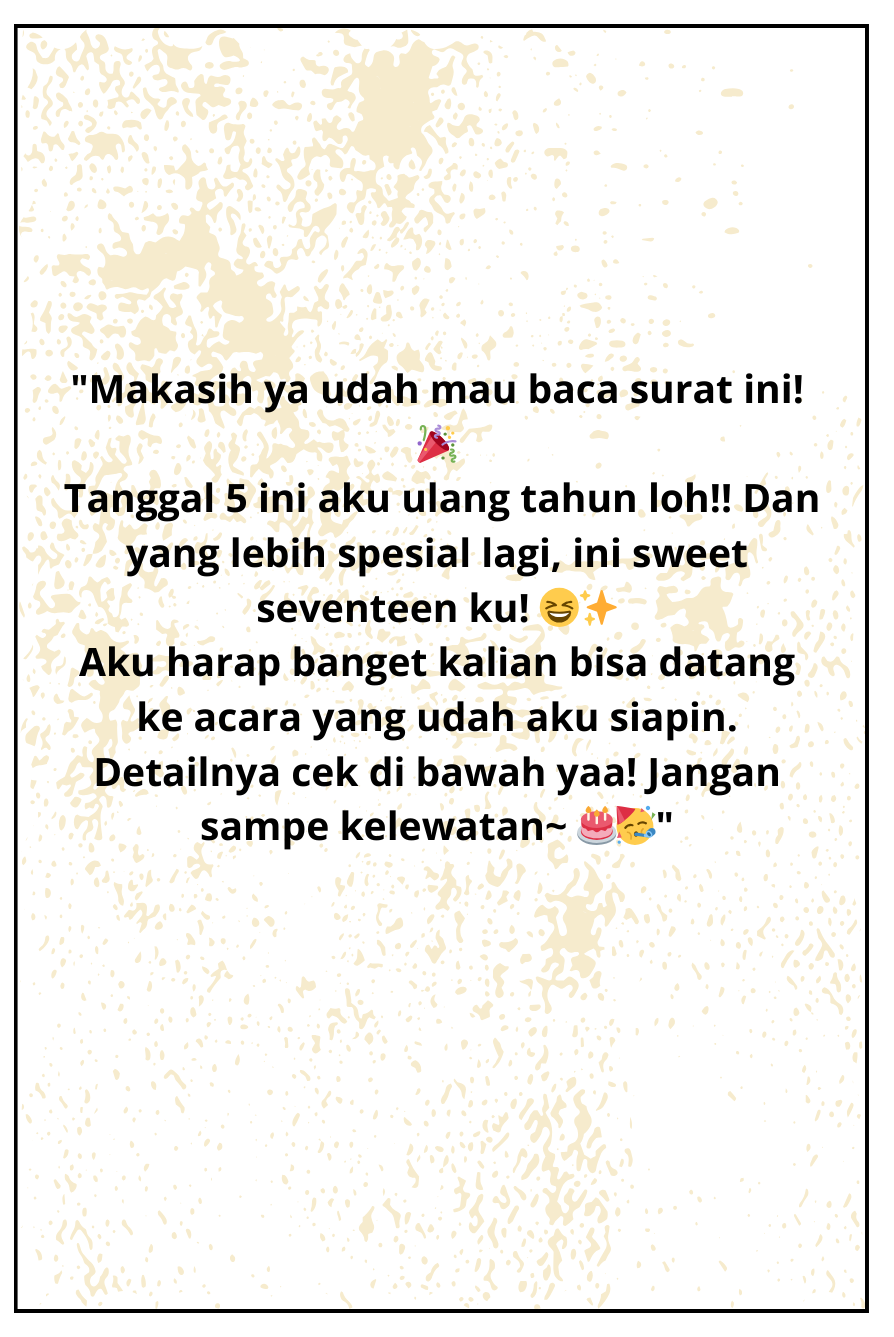 "Makasih ya udah mau baca surat ini!
🎉
Tanggal 5 ini aku ulang tahun loh!! Dan
yang lebih spesial lagi, ini sweet
seventeen ku! 😆✨
Aku harap banget kalian bisa datang
ke acara yang udah aku siapin.
Detailnya cek di bawah yaa! Jangan
sampe kelewatan~ 🎂🥳"